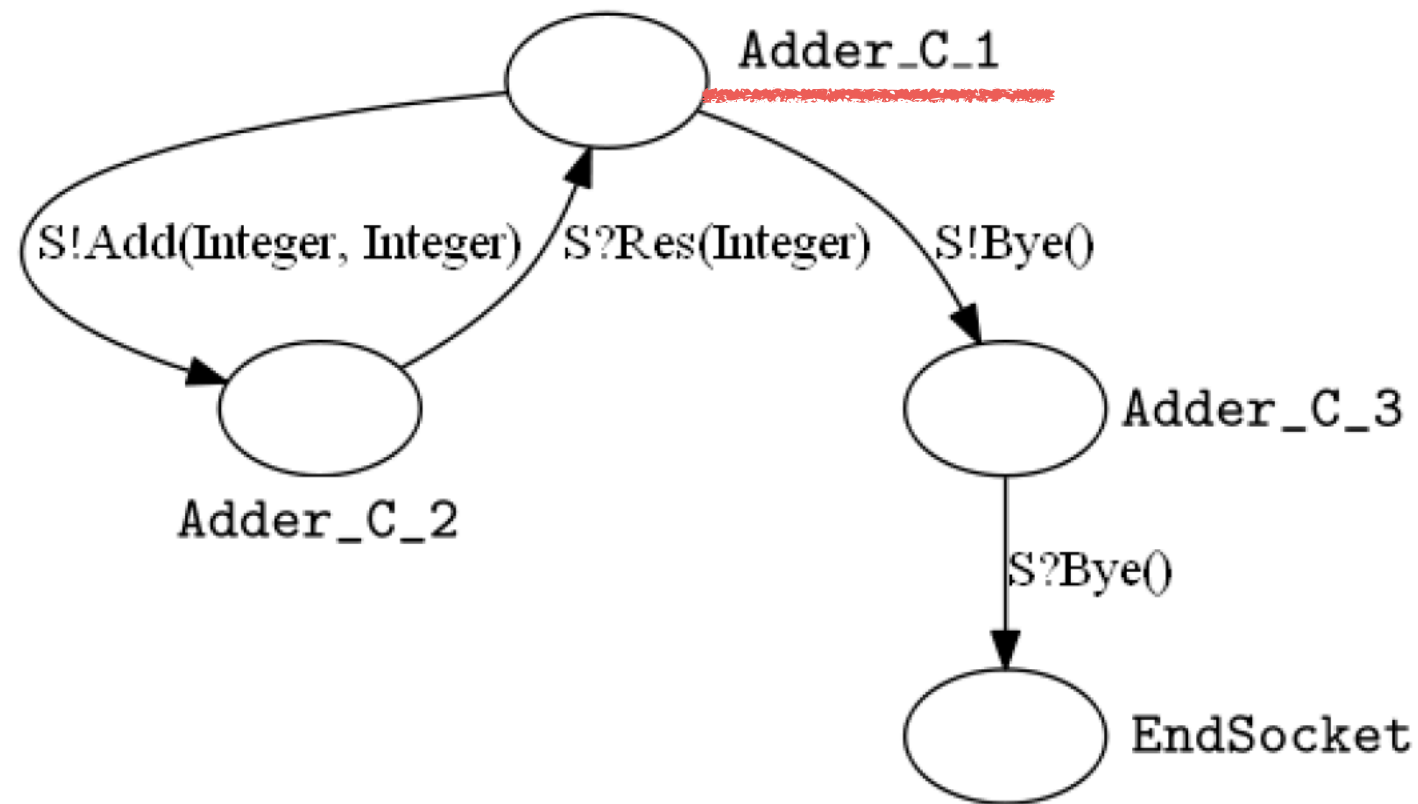 Adder_C_1
S!Add(Integer, Integer)
S?Res(Integer)
S!Bye()
Adder_C_3
Adder_C_2
S?Bye()
EndSocket